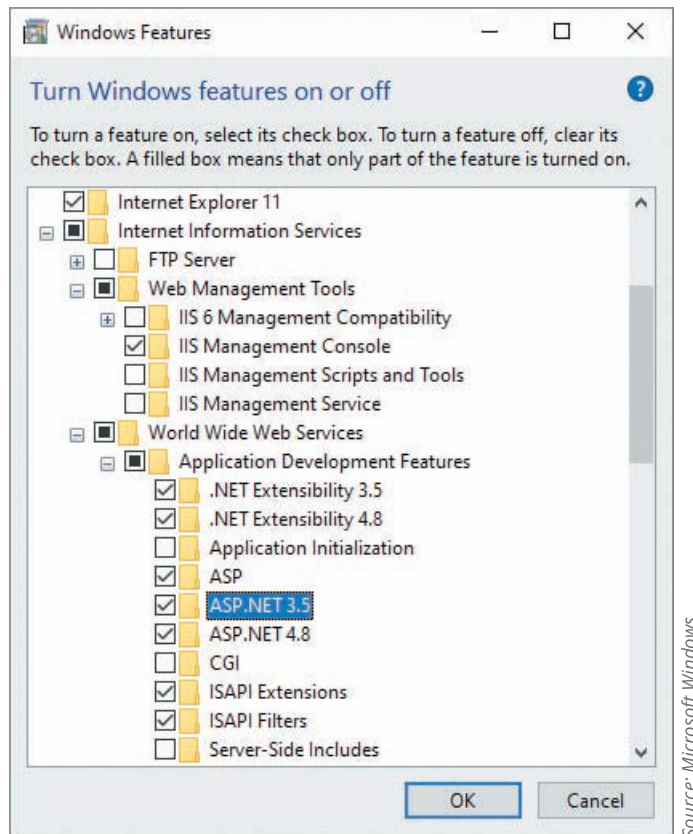 Windows Features
Turn Windows features on or off
To turn a feature on, select its check box. To turn a feature off, clear its
check box. A filled box means that only part of the feature is turned on.
Internet Explorer 11
Internet Information Services
FTP Server
Web Management Tools
IIS 6 Management Compatibility
IIS Management Console
IIS Management Scripts and Tools
IIS Management Service
World Wide Web Services
Application Development Features
.NET Extensibility 3.5
.NET Extensibility 4.8
Application Initialization
ASP
ASP.NET 3.5
ASP.NET 4.8
CGI
ISAPI Extensions
ISAPI Filters
Server-Side Includes
OK
Cancel
Source: Microsoft Windows